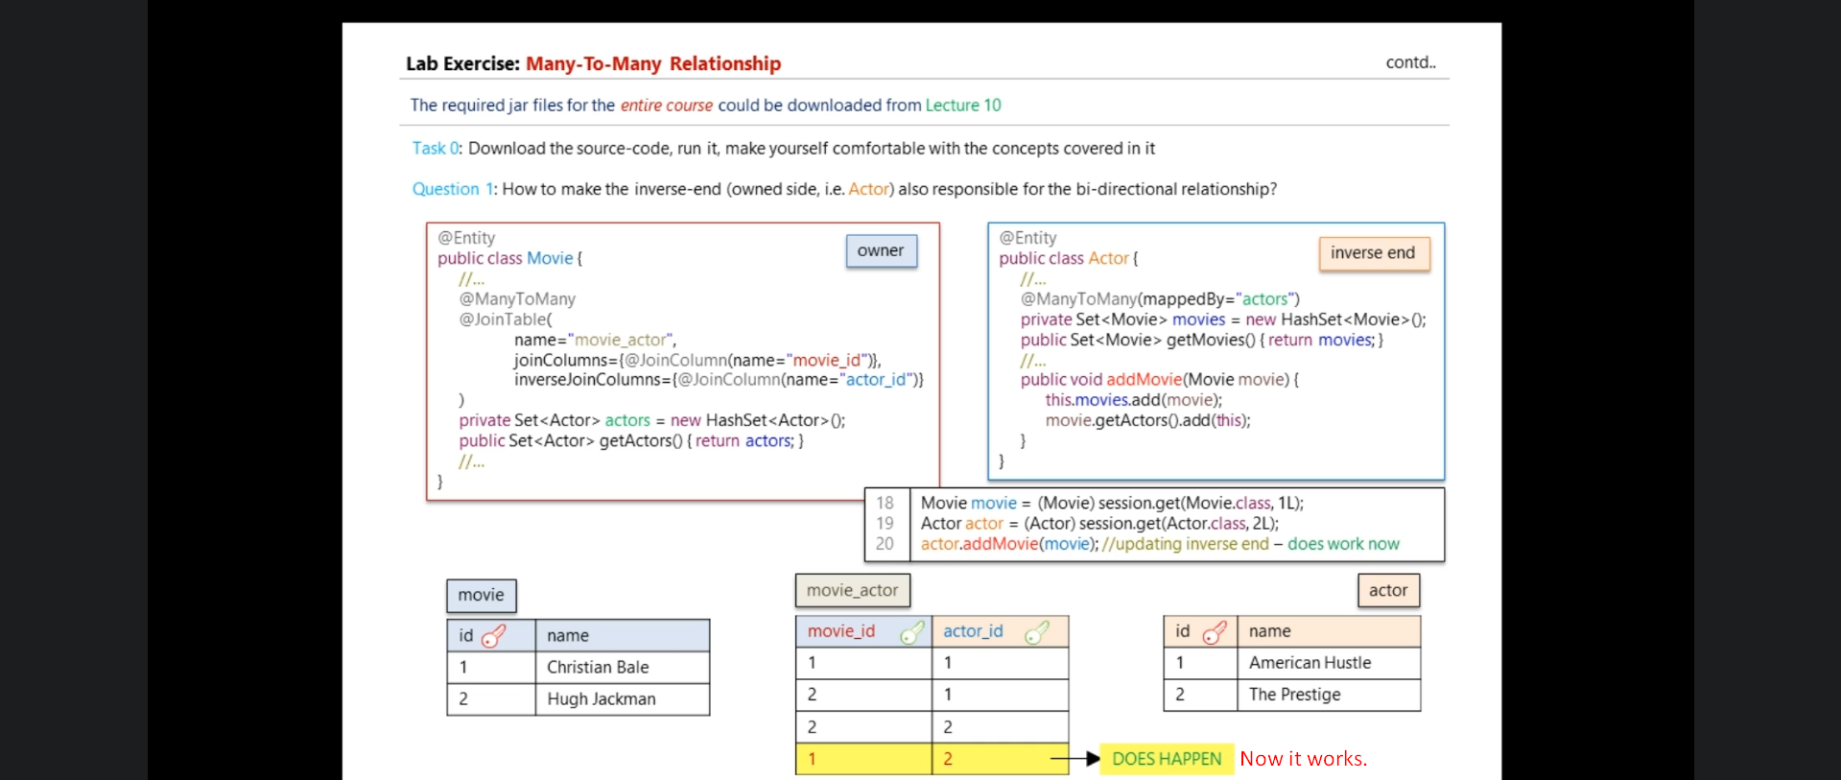 Lab Exercise: Many-To-Many Relationship
contd..
The required jar files for the entire course could be downloaded from Lecture 10
Task 0: Download the source-code, run it, make yourself comfortable with the concepts covered in it
Question 1: How to make the inverse-end (owned side, i.e. Actor) also responsible for the bi-directional relationship?
@Entity
owner
public class Movie {
//...
@ManyToMany
@JoinTable(
name="movie_actor",
joinColumns={@JoinColumn(name="movie_id")},
inverseJoinColumns={@JoinColumn(name="actor_id")}
)
private Set<Actor> actors = new HashSet<Actor>();
public Set<Actor> getActors() { return actors; }
//...
}
@Entity
inverse end
public class Actor {
//...
@ManyToMany(mappedBy="actors")
private Set<Movie> movies = new HashSet<Movie>();
public Set<Movie> getMovies() { return movies; }
//...
public void addMovie(Movie movie) {
this.movies.add(movie);
movie.getActors().add(this);
}
}
18 Movie movie = (Movie) session.get(Movie.class, 1L);
19 Actor actor = (Actor) session.get(Actor.class, 2L);
20 actor.addMovie(movie); //updating inverse end – does work now
movie
id name
1 Christian Bale
2 Hugh Jackman
movie_actor
movie_id actor_id
1 1
2 1
2 2
1 2
DOES HAPPEN Now it works.
actor
id name
1 American Hustle
2 The Prestige